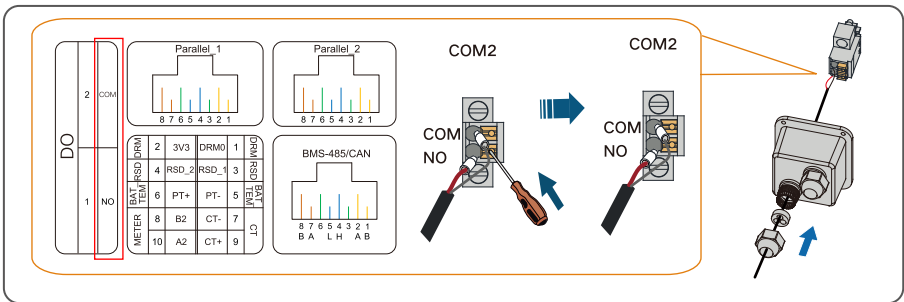 DO
2 COM
1 NO
Parallel_1
8 7 6 5 4 3 2 1
Parallel_2
8 7 6 5 4 3 2 1
DRM 2 3V3 DRM0 1 DRM
RSD 4 RSD_2 RSD_1 3 RSD
BAT TEM 6 PT+ PT- 5 BAT TEM
METER 8 B2 CT- 7 CT
10 A2 CT+ 9
BMS-485/CAN
8 7 6 5 4 3 2 1
B A L H A B
COM2
COM
NO
COM2
COM
NO